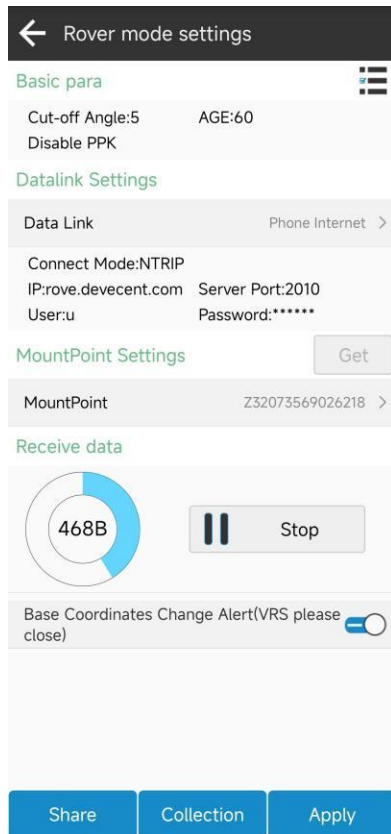 Rover mode settings
Basic para
Cut-off Angle:5 AGE:60
Disable PPK
Datalink Settings
Data Link Phone Internet
Connect Mode:NTRIP
IP:rove.devecent.com Server Port:2010
User:u Password:******
MountPoint Settings Get
MountPoint Z32073569026218
Receive data
468B Stop
Base Coordinates Change Alert(VRS please
close)
Share Collection Apply